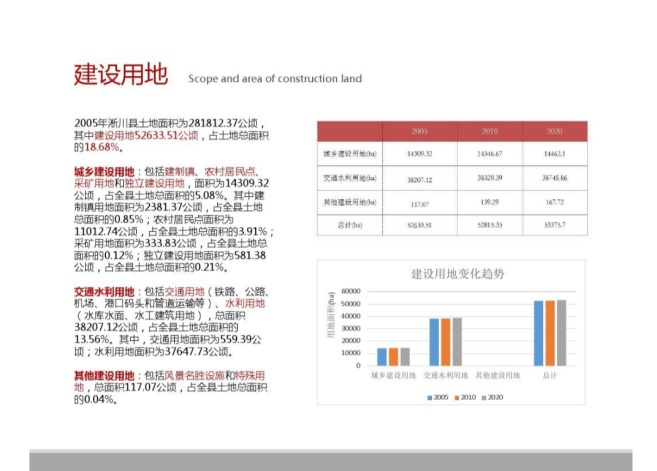 建设用地 Scope and area of construction land
2005年淅川县土地面积为281812.37公顷，
其中建设用地52633.51公顷，占土地总面积
的18.68%。
城乡建设用地：包括建制镇、农村居民点、
采矿用地和独立建设用地，面积为14309.32
公顷，占全县土地总面积的5.08%。其中建
制镇用地面积为2381.37公顷，占全县土地
总面积的0.85%；农村居民点面积为
11012.74公顷，占全县土地总面积的3.91%；
采矿用地面积为333.83公顷，占全县土地总
面积的0.12%；独立建设用地面积为581.38
公顷，占全县土地总面积的0.21%。
交通水利用地：包括交通用地（铁路、公路、
机场、港口码头和管道运输等）、水利用地
（水库水面、水工建筑用地），总面积
38207.12公顷，占全县土地总面积的
13.56%。其中，交通用地面积为559.39公
顷；水利用地面积为37647.73公顷。
其他建设用地：包括风景名胜设施和特殊用
地，总面积117.07公顷，占全县土地总面积
的0.04%。
2005 2010 2020
城乡建设用地(ha) 14309.32 14346.67 14462.1
交通水利用地(ha) 38207.12 38329.39 38745.86
其他建设用地(ha) 117.07 139.29 167.72
总计(ha) 52633.51 52815.35 53375.7
建设用地变化趋势
用地面积(ha)
60000
50000
40000
30000
20000
10000
0
城乡建设用地 交通水利用地 其他建设用地 总计
2005 2010 2020